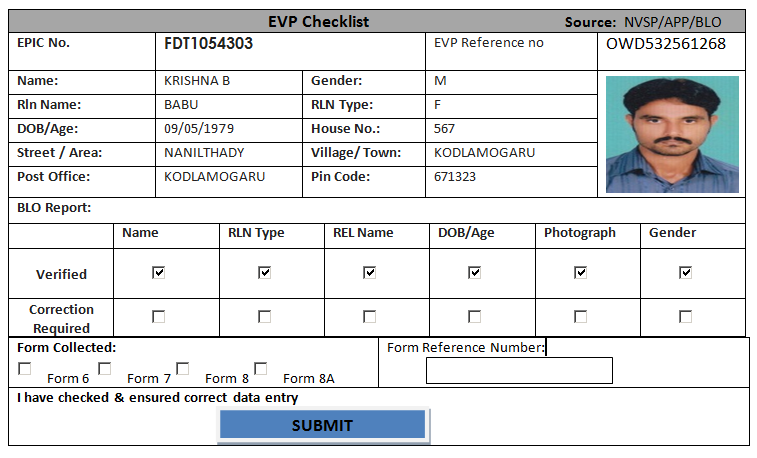 EVP Checklist Source: NVSP/APP/BLO
EPIC No. FDT1054303 EVP Reference no OWD532561268
Name: KRISHNA B Gender: M
Rln Name: BABU RLN Type: F
DOB/Age: 09/05/1979 House No.: 567
Street / Area: NANILTHADY Village/ Town: KODLAMOGARU
Post Office: KODLAMOGARU Pin Code: 671323
BLO Report:
Name RLN Type REL Name DOB/Age Photograph Gender
Verified
Correction
Required
Form Collected: Form Reference Number:
Form 6 Form 7 Form 8 Form 8A
I have checked & ensured correct data entry
SUBMIT